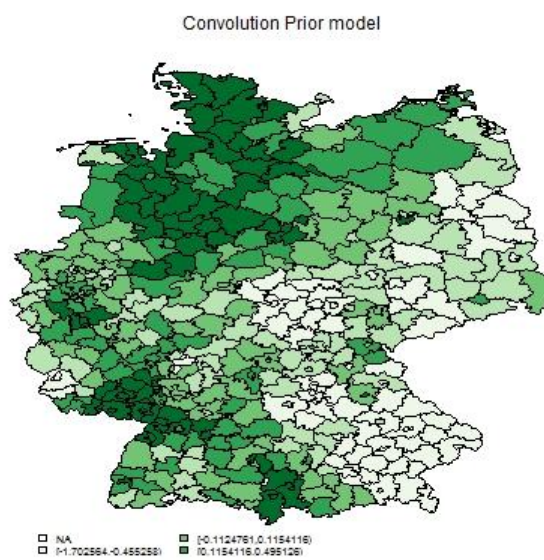 Convolution Prior model
NA
[-1.702564,-0.455258)
[-0.1124761,0.1154116)
[0.1154116,0.495126)